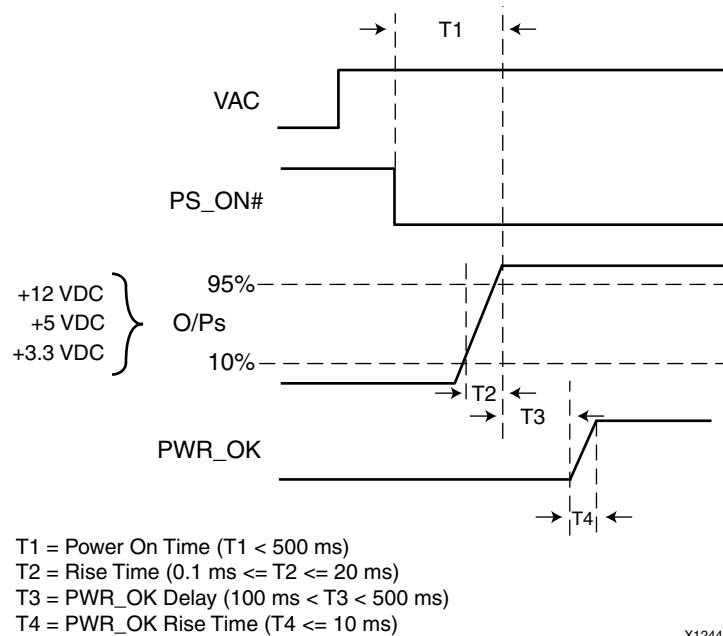 T1
VAC
PS_ON#
+12 VDC
+5 VDC
+3.3 VDC
O/Ps
95%
10%
T2
T3
PWR_OK
T4
T1 = Power On Time (T1 < 500 ms)
T2 = Rise Time (0.1 ms <= T2 <= 20 ms)
T3 = PWR_OK Delay (100 ms < T3 < 500 ms)
T4 = PWR_OK Rise Time (T4 <= 10 ms)
X1244